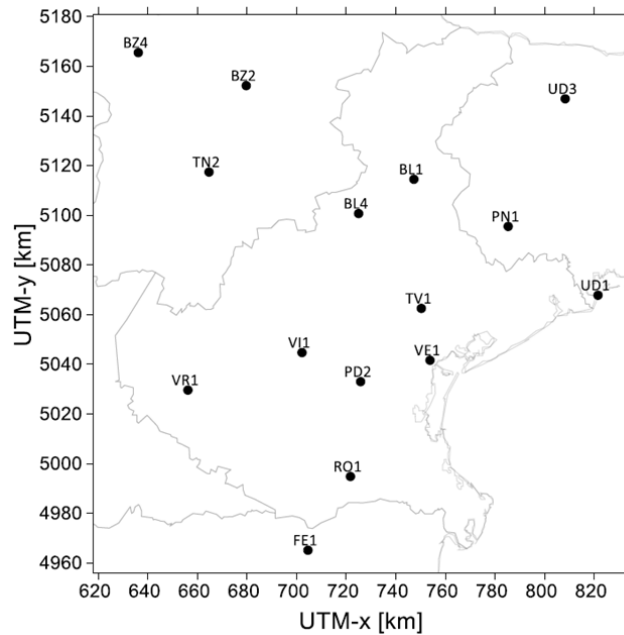 5180
5160
5140
5120
5100
5080
5060
5040
5020
5000
4980
4960
UTM-y [km]
BZ4
BZ2
UD3
TN2
BL1
BL4
PN1
UD1
TV1
VI1
VE1
PD2
VR1
RO1
FE1
620 640 660 680 700 720 740 760 780 800 820
UTM-x [km]